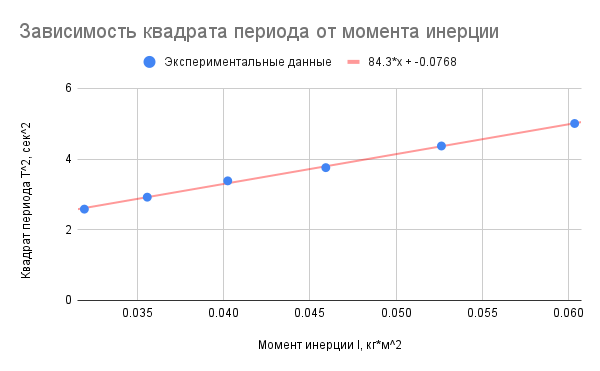 Зависимость квадрата периода от момента инерции
Экспериментальные данные
84.3*x + -0.0768
Квадрат периода T^2, сек^2
6
4
2
0
0.035
0.040
0.045
0.050
0.055
0.060
Момент инерции I, кг*м^2